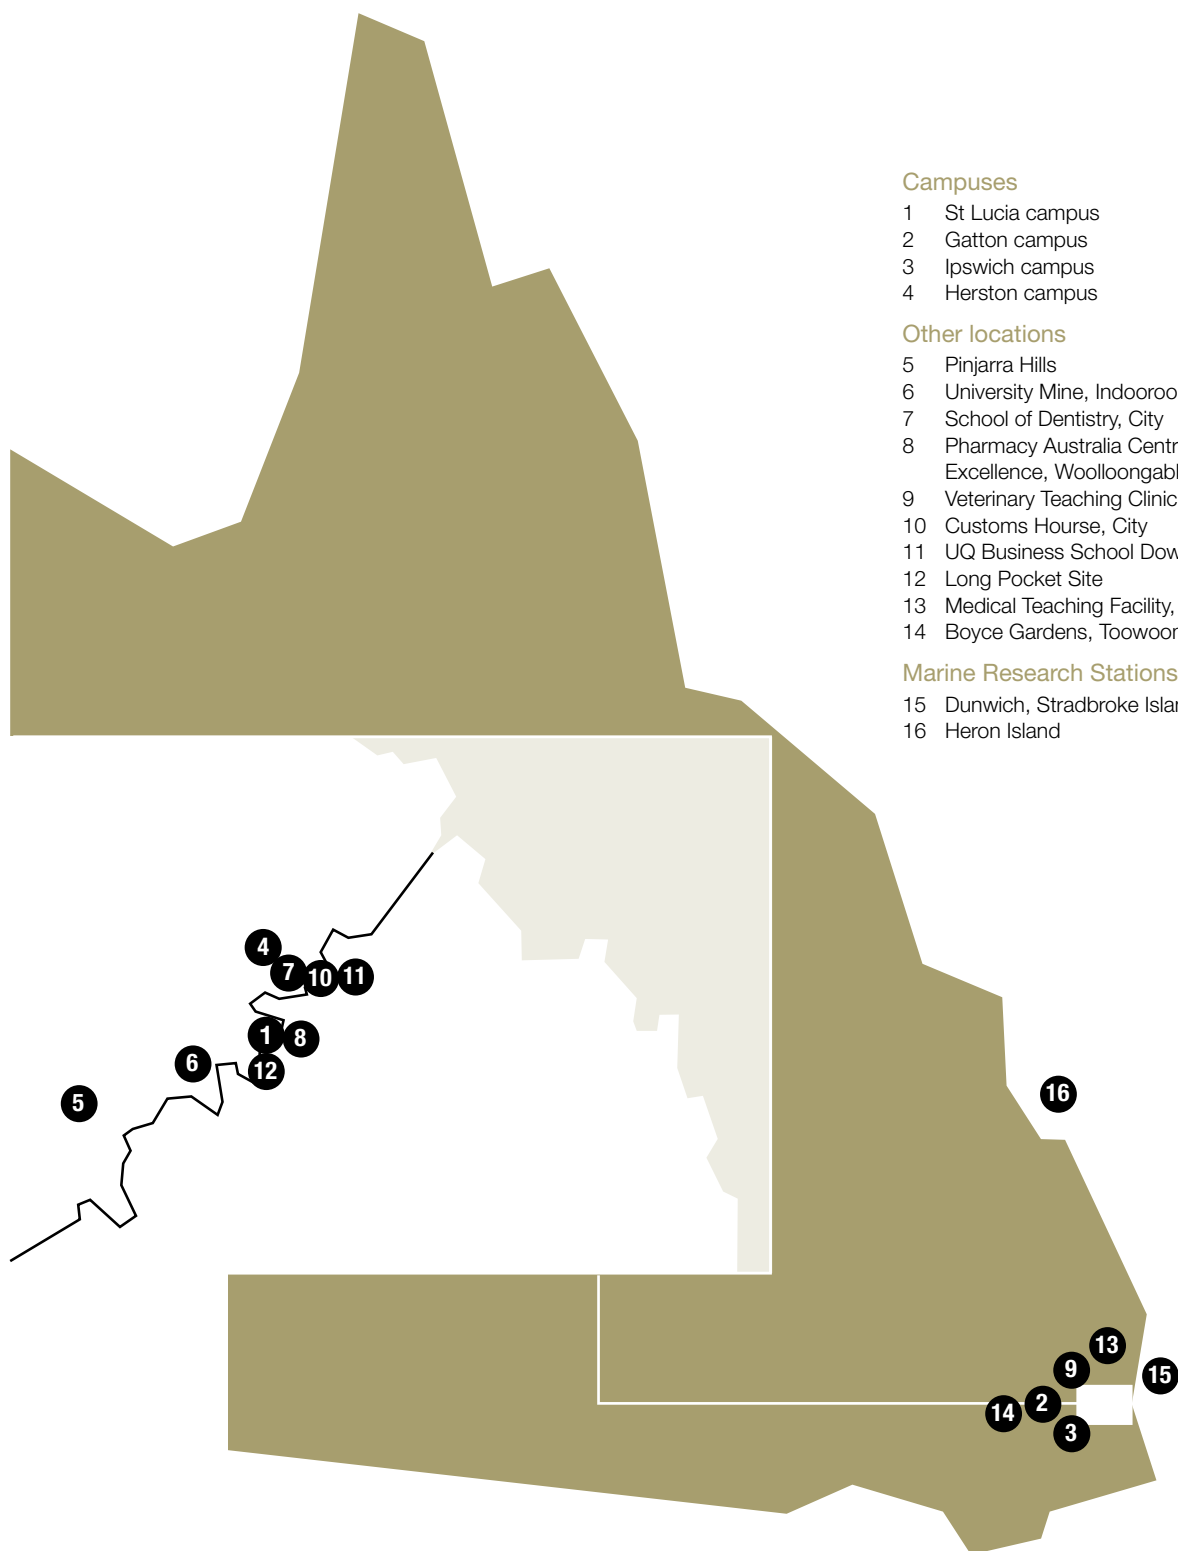 Campuses
1 St Lucia campus
2 Gatton campus
3 Ipswich campus
4 Herston campus
Other locations
5 Pinjarra Hills
6 University Mine,
7 School of Dentistry, City
8 Pharmacy Australia
Excellence,
9 Veterinary Teaching Clinic
10 Customs Hourse, City
11 UQ Business School
12 Long Pocket Site
13 Medical Teaching Facility,
14 Boyce Gardens,
Marine Research Stations
15 Dunwich, Stradbroke
16 Heron Island
4
7
10
11
1
8
6
12
5
16
13
9
15
2
14
3